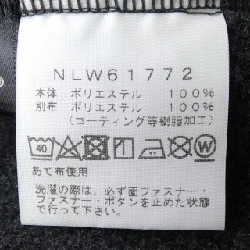 NLW61772
本体 ポリエステル 100%
別布 ポリエステル 100%
(コーティング等樹脂加工)
40
あて布使用
洗濯の際は、必ず面ファスナー・
ファスナー・ボタンを止めた状態
で行って下さい。